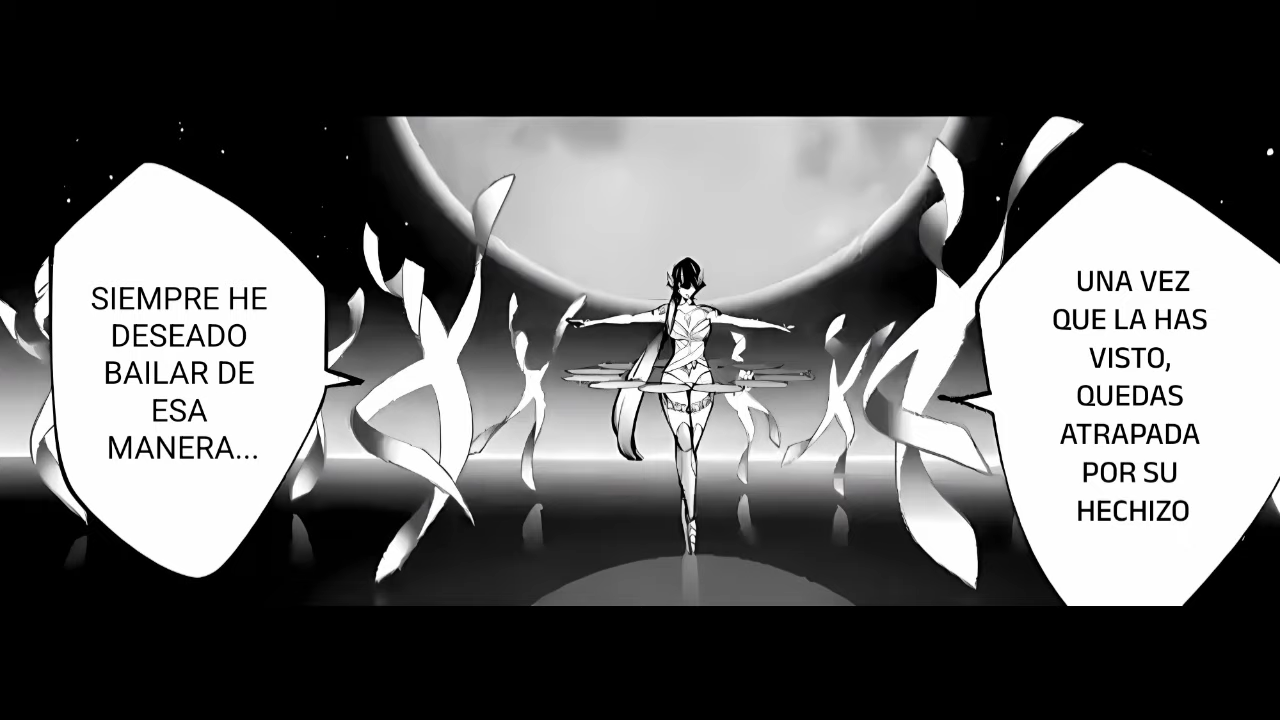 SIEMPRE HE
DESEADO
BAILAR DE
ESA
MANERA...
UNA VEZ
QUE LA HAS
VISTO,
QUEDAS
ATRAPADA
POR SU
HECHIZO